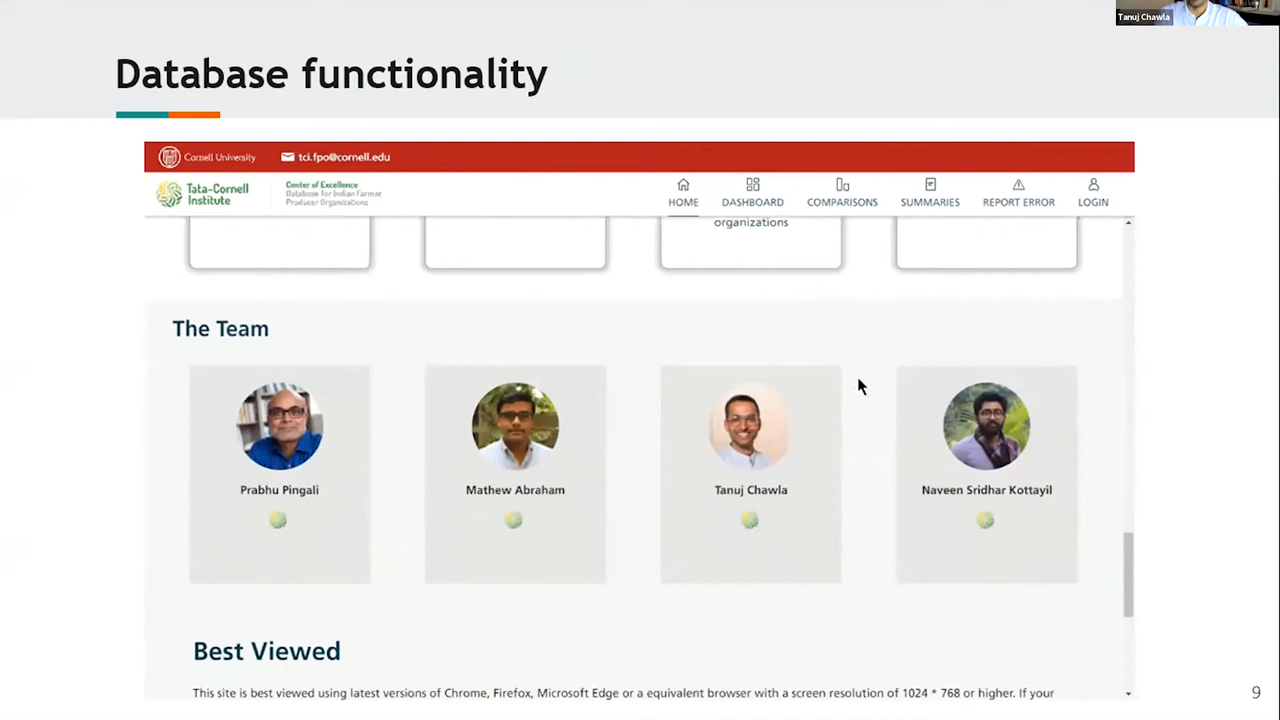 Tanuj Chawla
Database functionality
Cornell University
tci.fpo@cornell.edu
Tata-Cornell
Institute
Center of Excellence
Database for Indian Farmer
Producer Organizations
HOME
DASHBOARD
COMPARISONS
SUMMARIES
REPORT ERROR
LOGIN
organizations
The Team
Prabhu Pingali
Mathew Abraham
Tanuj Chawla
Naveen Sridhar Kottayil
Best Viewed
This site is best viewed using latest versions of Chrome, Firefox, Microsoft Edge or a equivalent browser with a screen resolution of 1024 * 768 or higher. If your
9